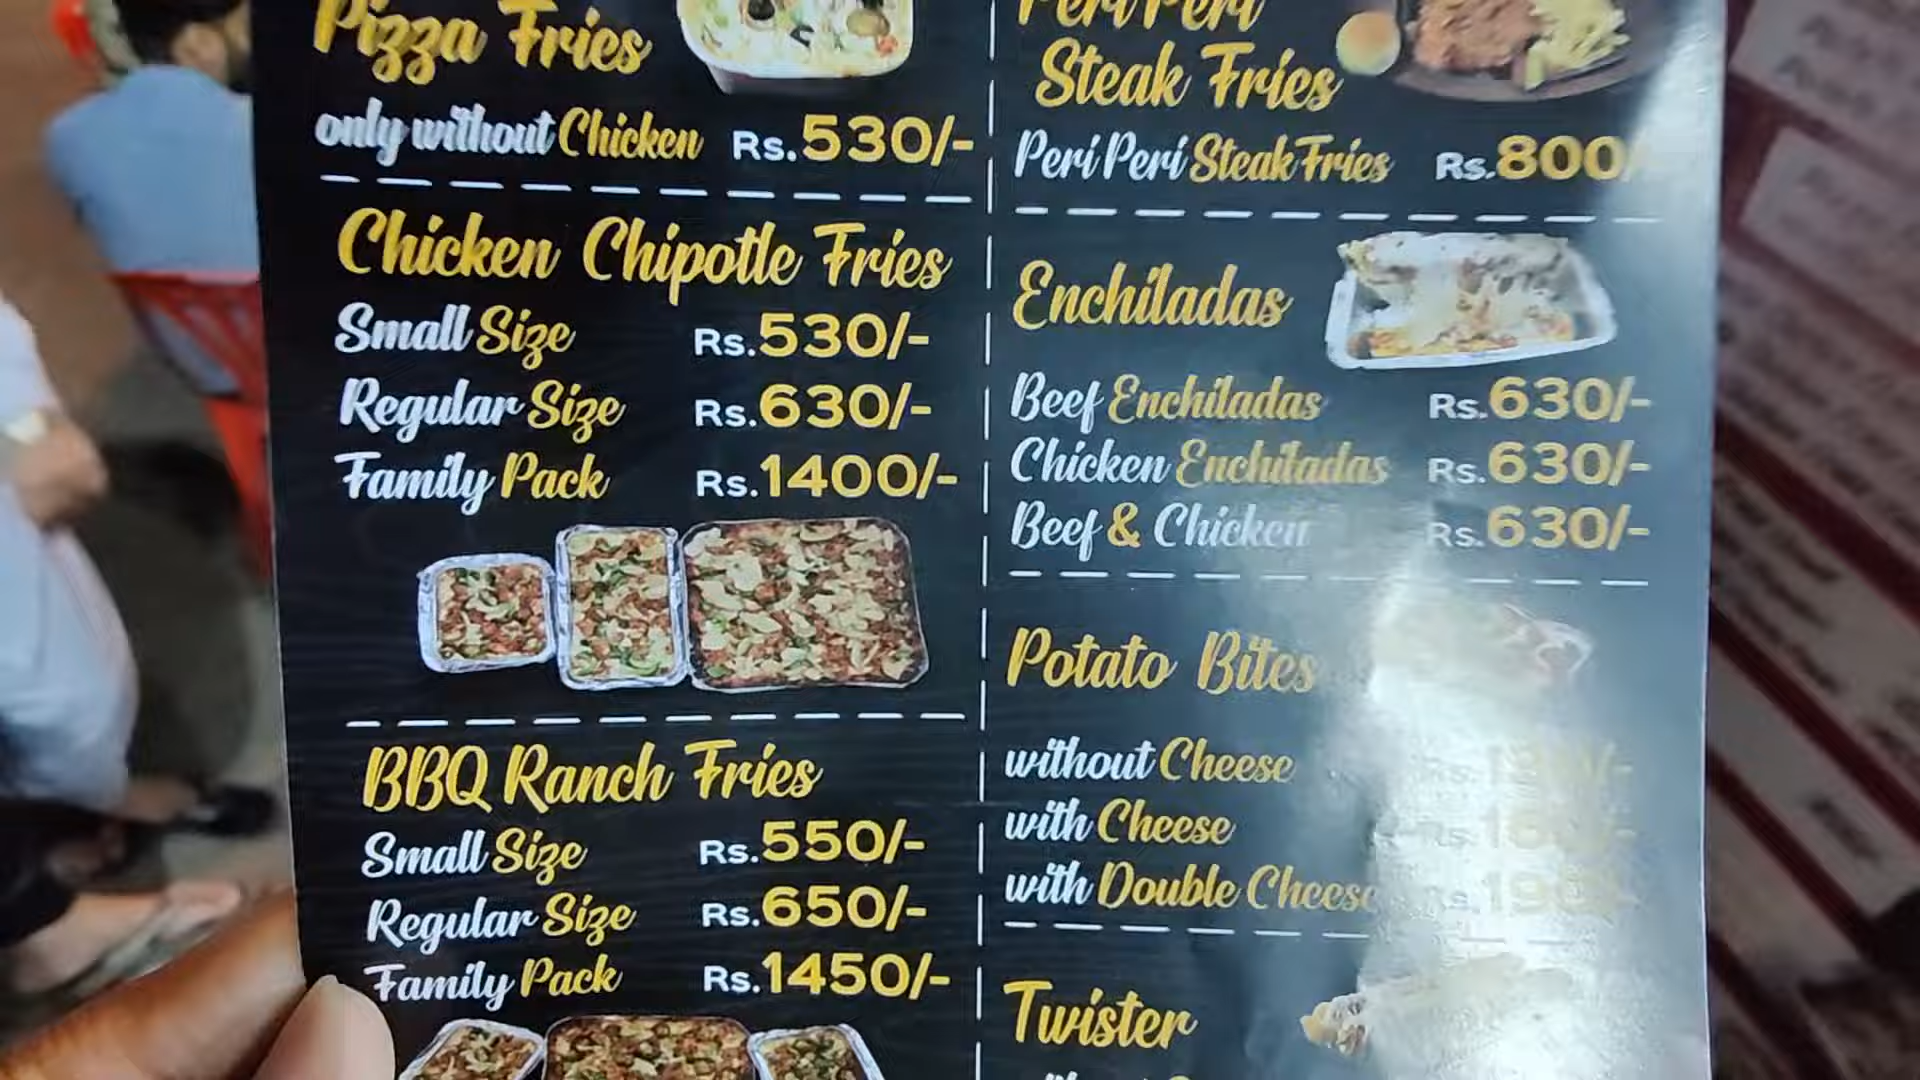 Pizza Fries
only without Chicken Rs.530/-
Chicken Chipotle Fries
Small Size Rs.530/-
Regular Size Rs.630/-
Family Pack Rs.1400/-
BBQ Ranch Fries
Small Size Rs.550/-
Regular Size Rs.650/-
Family Pack Rs.1450/-
Peri Peri
Steak Fries
Peri Peri Steak Fries Rs.800/
Enchiladas
Beef Enchiladas Rs.630/-
Chicken Enchiladas Rs.630/-
Beef & Chicken Rs.630/-
Potato Bites
without Cheese Rs.
with Cheese Rs.
with Double Cheese Rs.
Twister